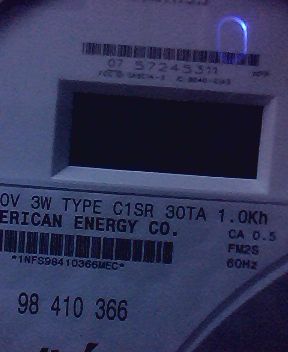 07 57245311
0V 3W TYPE C1SR 30TA 1.0Kh
ERICAN ENERGY CO.
CA 0.5
FM2S
60Hz
*1NFS98410366MEC*
98 410 366